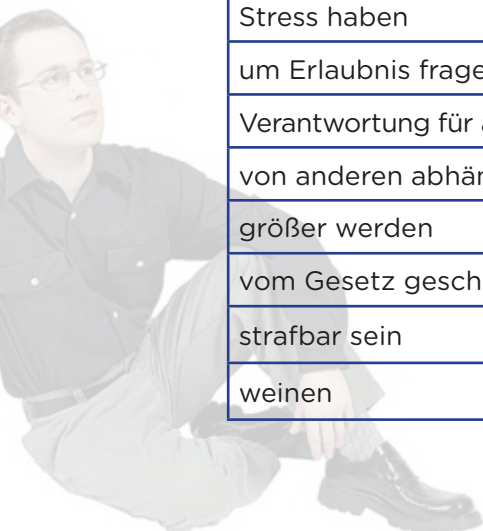 Stress haben
um Erlaubnis frage
Verantwortung für a
von anderen abhän
größer werden
vom Gesetz gesch
strafbar sein
weinen